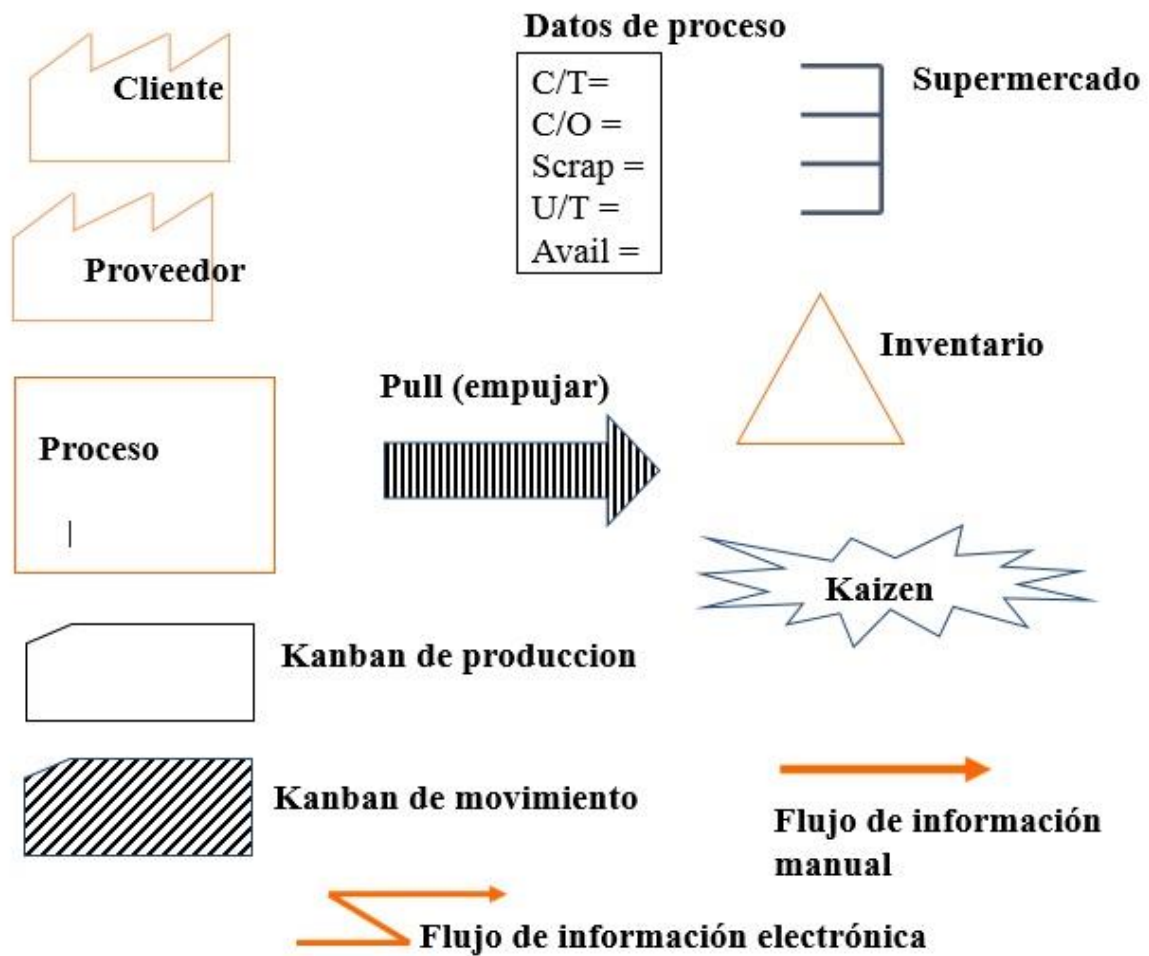 Datos de proceso
Cliente
C/T=
C/O =
Scrap =
U/T =
Avail =
Supermercado
Proveedor
Inventario
Pull (empujar)
Proceso
Kaizen
Kanban de produccion
Kanban de movimiento
Flujo de información
manual
Flujo de información electrónica